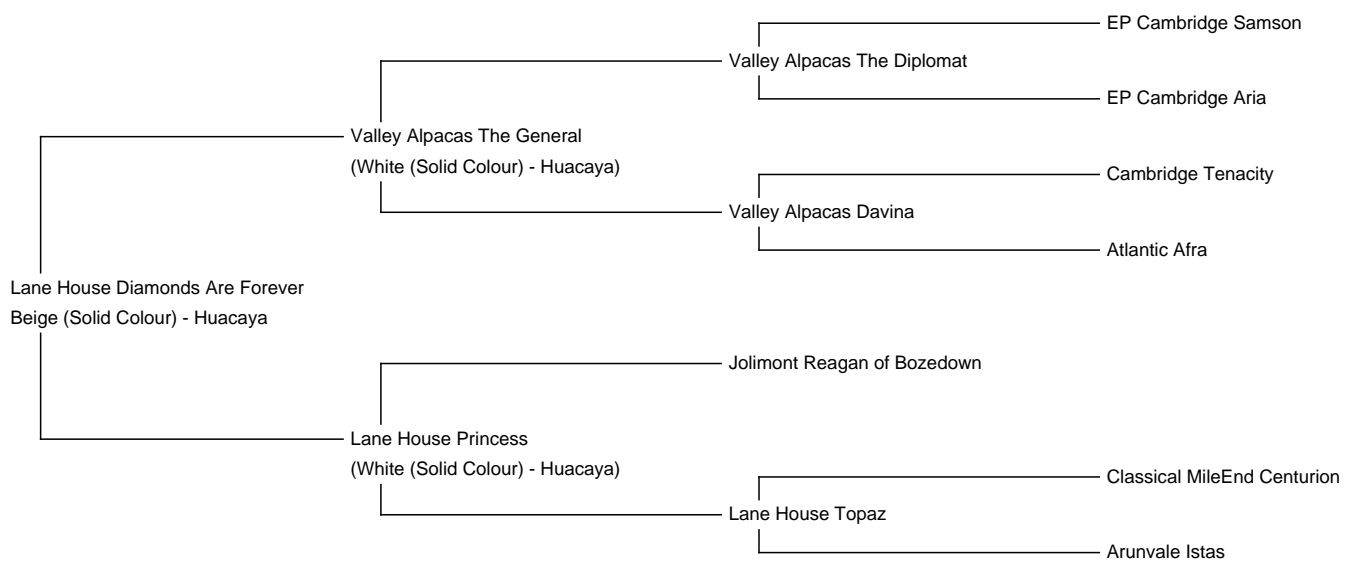 EP Cambridge Samson
Valley Alpacas The Diplomat
EP Cambridge Aria
Valley Alpacas The General
(White (Solid Colour) - Huacaya)
Cambridge Tenacity
Valley Alpacas Davina
Atlantic Afra
Lane House Diamonds Are Forever
Beige (Solid Colour) - Huacaya
Jolimont Reagan of Bozedown
Lane House Princess
(White (Solid Colour) - Huacaya)
Classical MileEnd Centurion
Lane House Topaz
Arunvale Istas